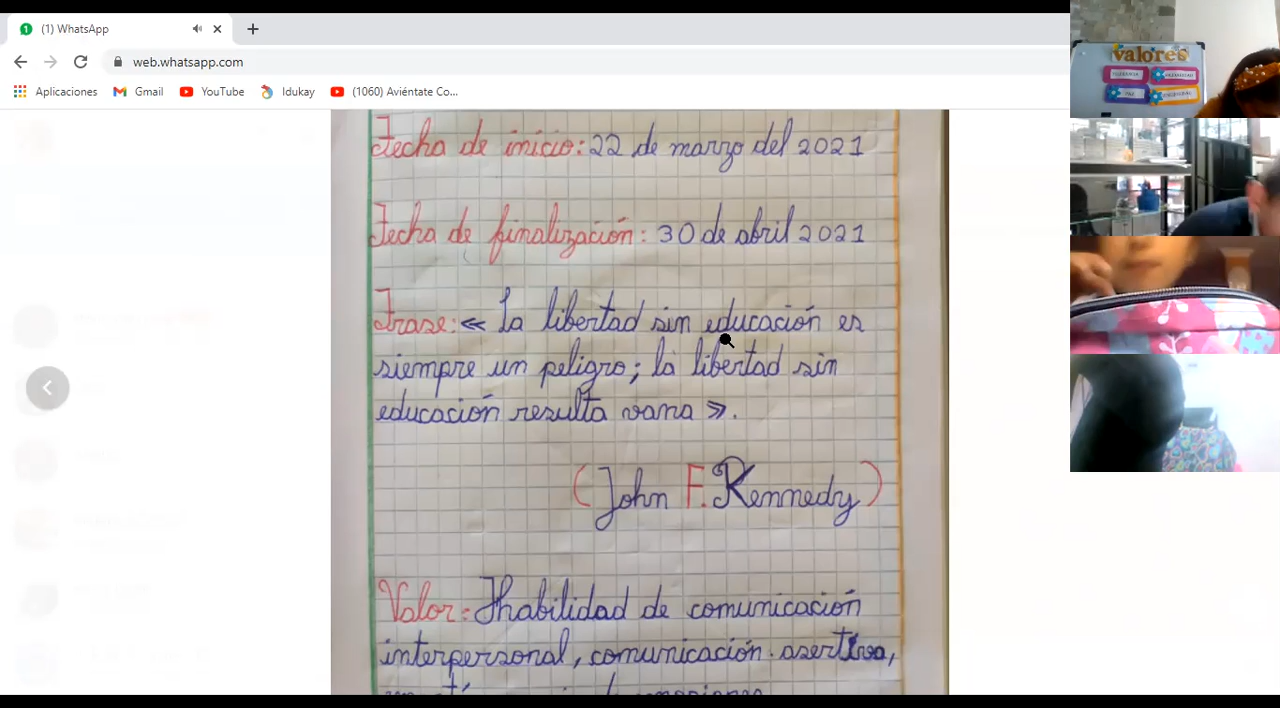 (1) WhatsApp
web.whatsapp.com
Aplicaciones Gmail YouTube Idukay (1060) Aviéntate Co...
Fecha de inicio: 22 de marzo del 2021
Fecha de finalización: 30 de abril 2021
Frase: « La libertad sin educación es
siempre un peligro; la libertad sin
educación resulta vana ».
(John F. Kennedy)
Valor: Habilidad de comunicación
interpersonal, comunicación asertiva,
valores